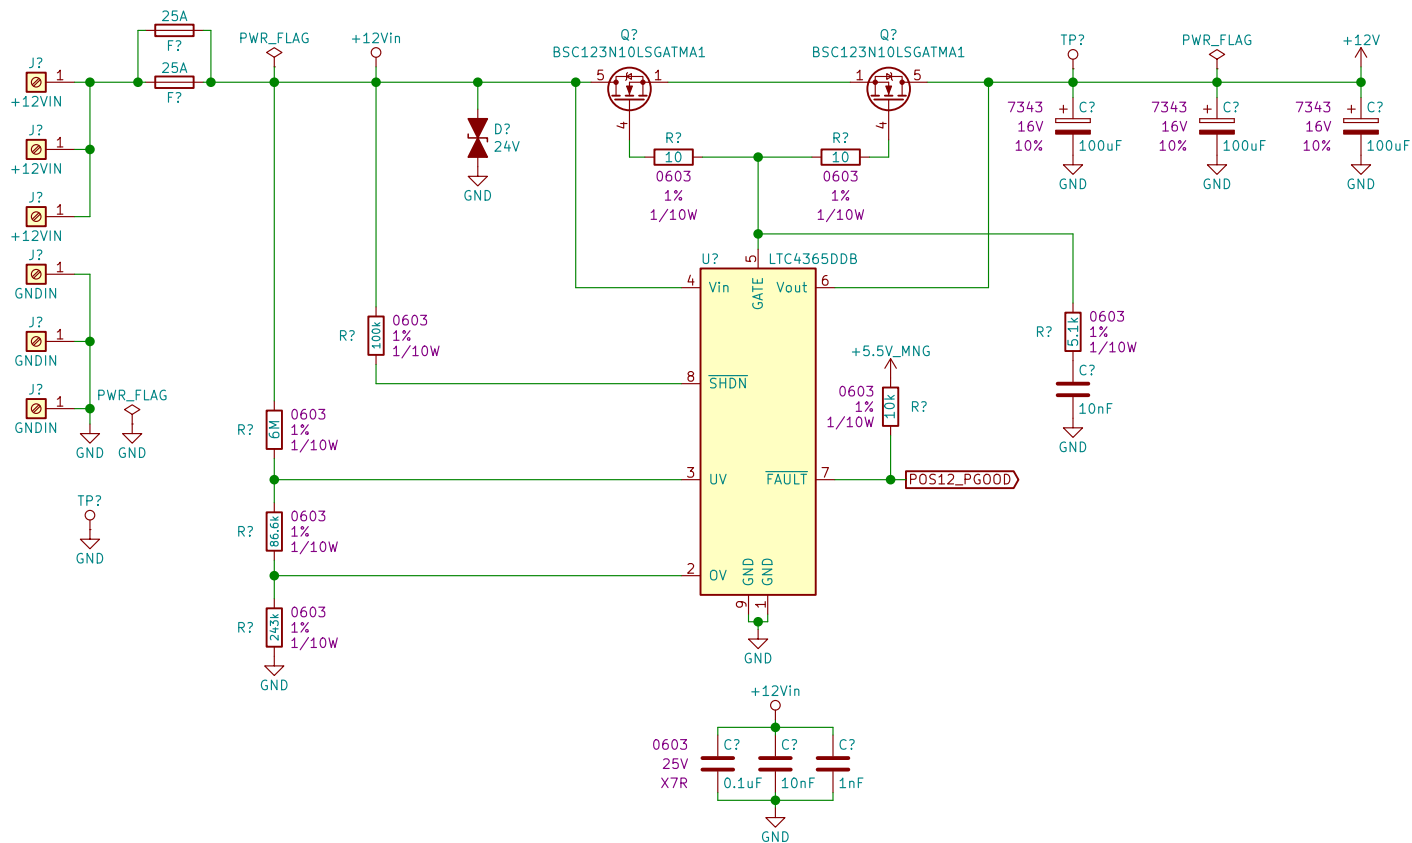 25A
F?
25A
F?
PWR_FLAG
+12Vin
Q?
BSC123N10LSGATMA1
5
1
4
Q?
BSC123N10LSGATMA1
1
5
4
TP?
PWR_FLAG
+12V
J?
1
+12VIN
J?
1
+12VIN
J?
1
+12VIN
J?
1
GNDIN
J?
1
GNDIN
J?
1
GNDIN
PWR_FLAG
GND
GND
TP?
GND
D?
24V
GND
R?
10
0603
1%
1/10W
R?
10
0603
1%
1/10W
7343
16V
10%
+
C?
100uF
GND
7343
16V
10%
+
C?
100uF
GND
7343
16V
10%
+
C?
100uF
GND
U?
LTC4365DDB
5
GATE
4
Vin
Vout
6
8
SHDN
3
UV
FAULT
7
2
OV
GND
GND
9
1
GND
R?
100k
0603
1%
1/10W
R?
6M
0603
1%
1/10W
R?
86.6k
0603
1%
1/10W
R?
243k
0603
1%
1/10W
GND
+5.5V_MNG
0603
1%
1/10W
10k
R?
POS12_PGOOD
R?
5.1k
0603
1%
1/10W
C?
10nF
GND
+12Vin
0603
25V
X7R
C?
0.1uF
C?
10nF
C?
1nF
GND